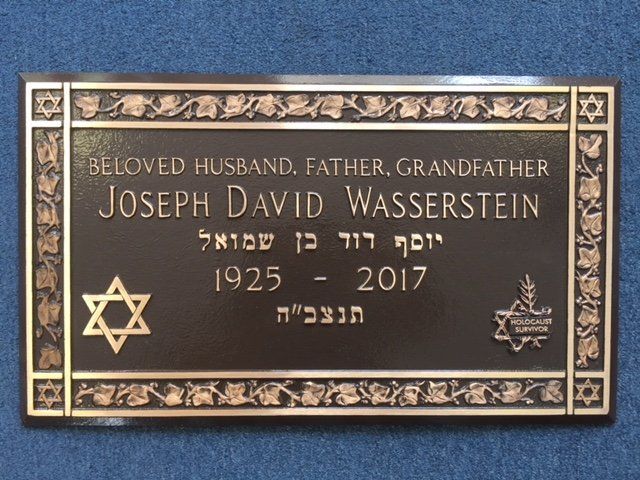 BELOVED HUSBAND, FATHER, GRANDFATHER
JOSEPH DAVID WASSERSTEIN
יוסף דוד בן שמואל
1925 - 2017
תנצב״ה
HOLOCAUST
SURVIVOR